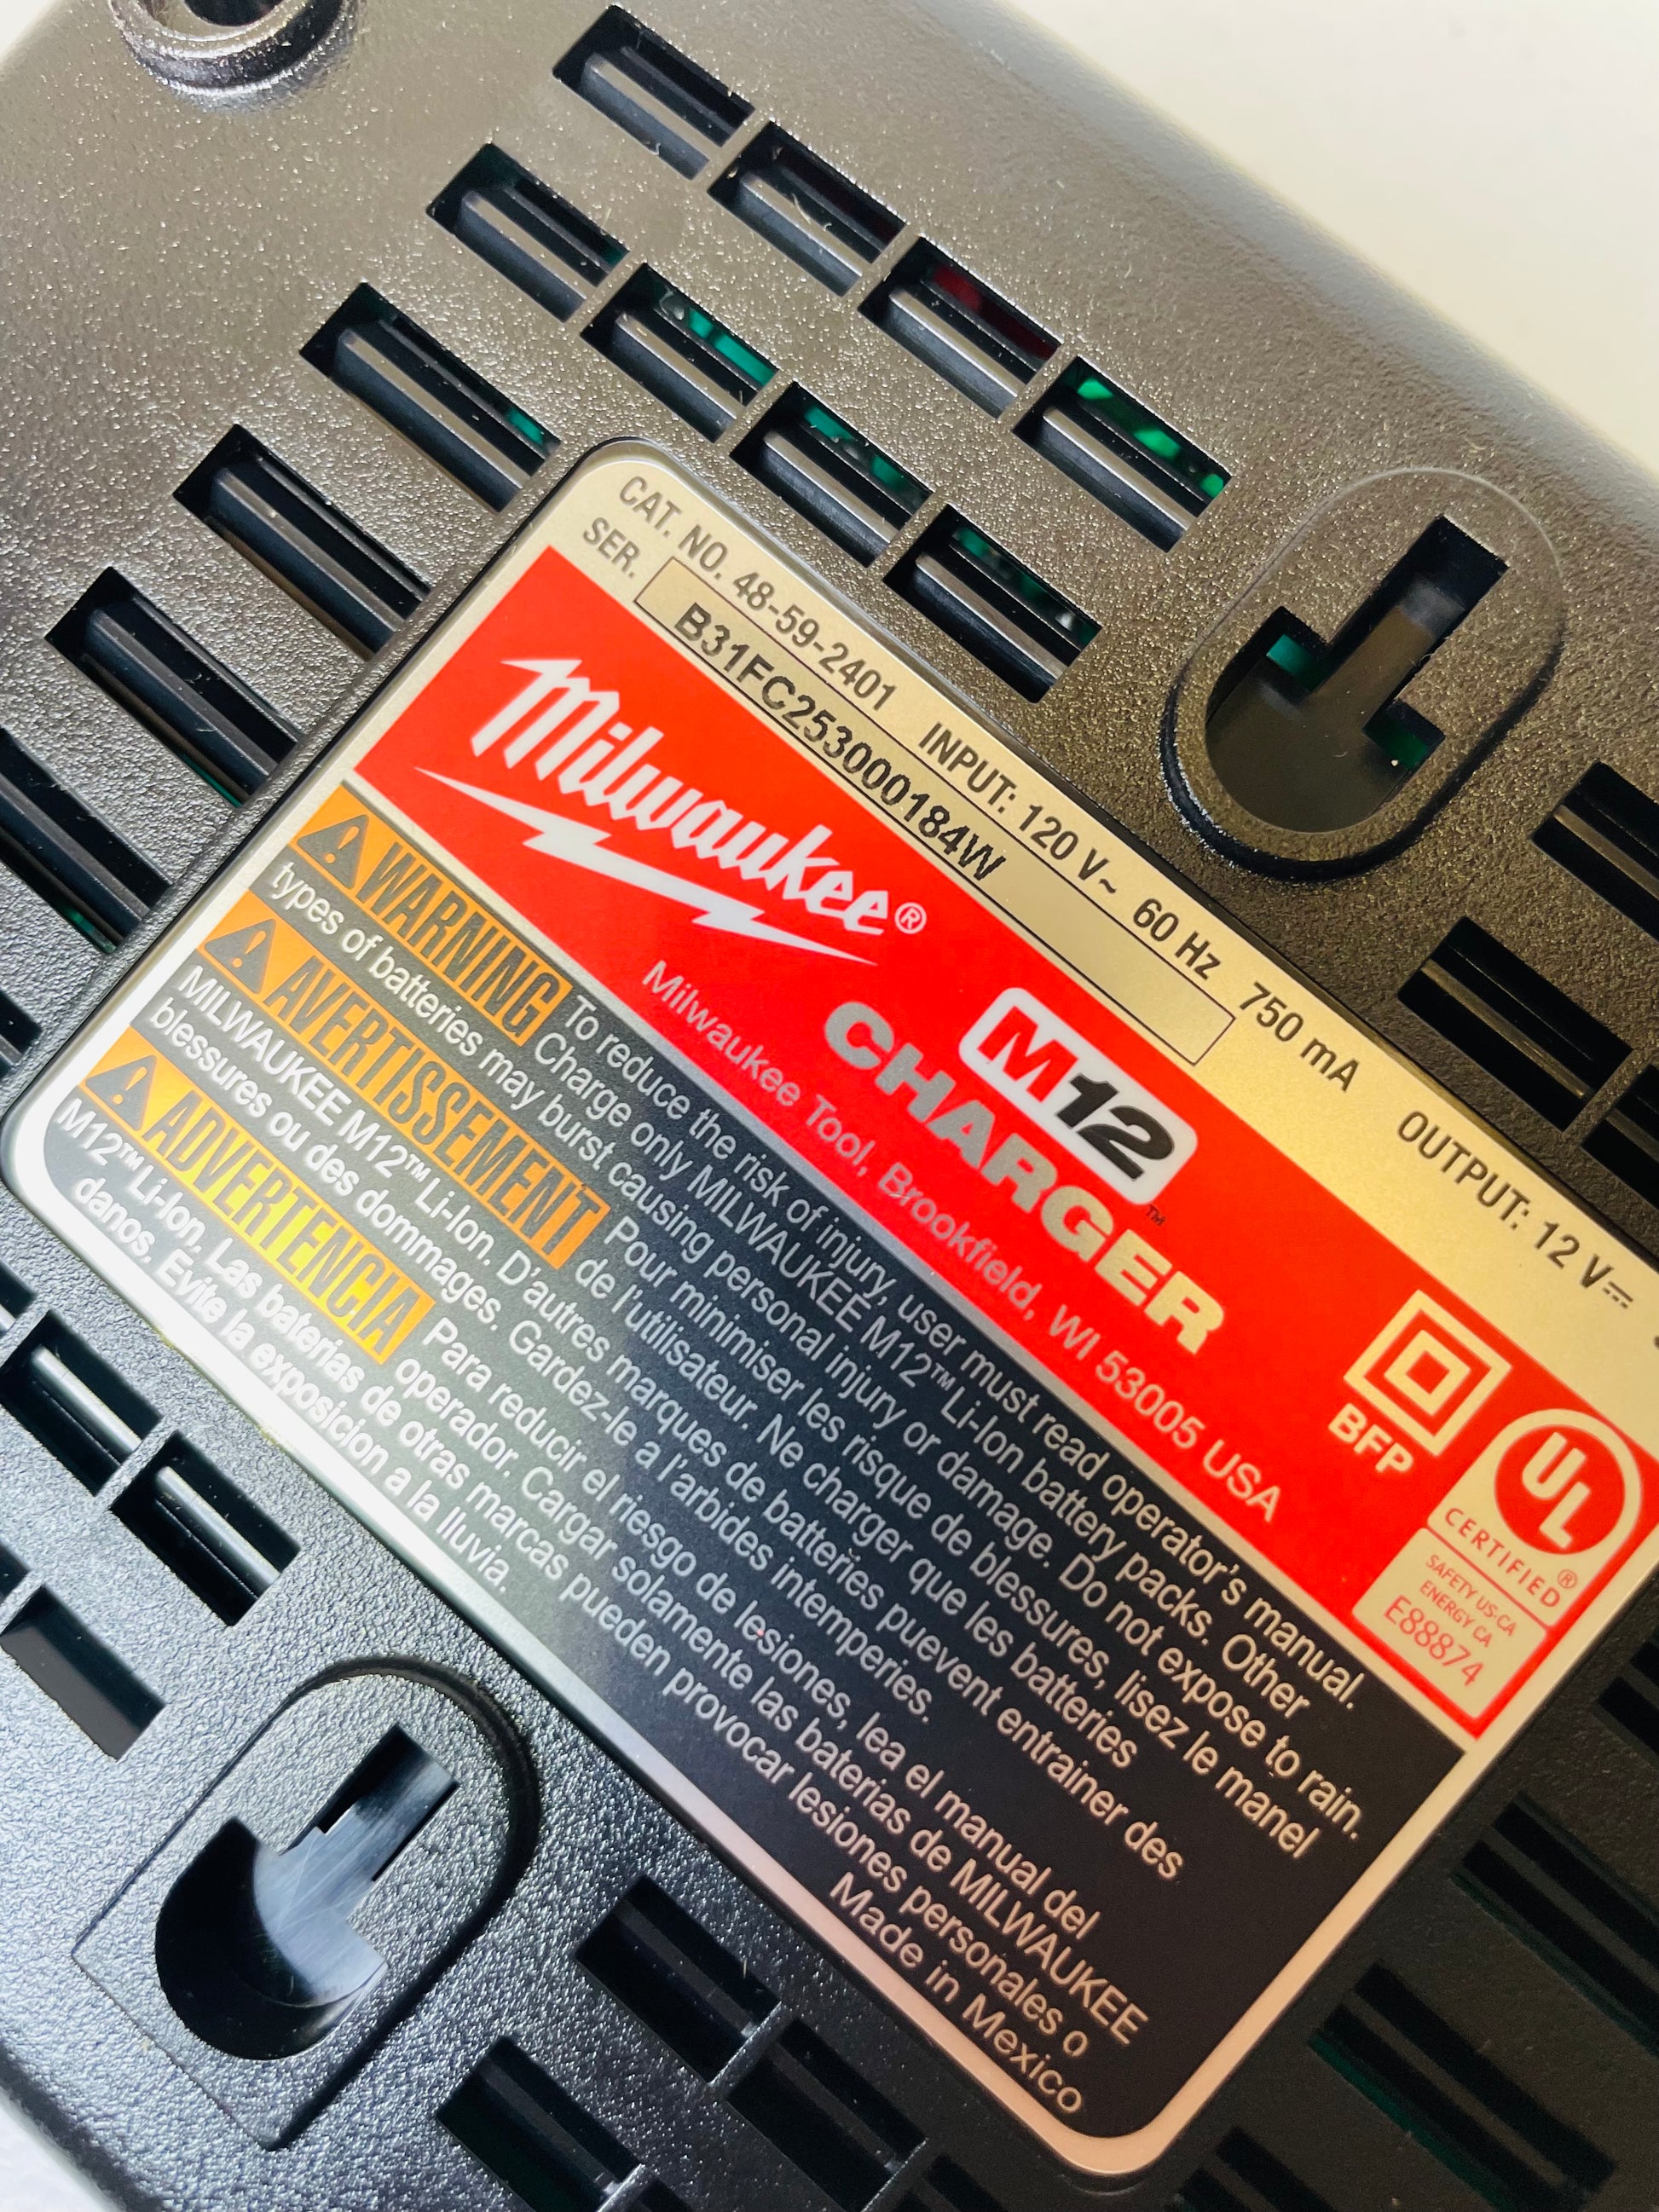 CAT. NO. 48-59-2401 INPUT: 120 V~ 60 Hz 750 mA OUTPUT: 12 V⎓
SER. B31FC253000184W
Milwaukee®
M12™
CHARGER
Milwaukee Tool, Brookfield, WI 53005 USA
BFP
UL
CERTIFIED®
SAFETY US-CA
ENERGY CA
E88874
WARNING To reduce the risk of injury, user must read operator's manual.
Charge only MILWAUKEE M12™ Li-Ion battery packs. Other
types of batteries may burst causing personal injury or damage. Do not expose to rain.
AVERTISSEMENT Pour minimiser les risque de blessures, lisez le manel
de l'utilisateur. Ne charger que les batteries
MILWAUKEE M12™ Li-Ion. D'autres marques de batteries puevent entrainer des
blessures ou des dommages. Gardez-le a l'arbides intemperies.
ADVERTENCIA Para reducir el riesgo de lesiones, lea el manual del
operador. Cargar solamente las baterias de MILWAUKEE
M12™ Li-Ion. Las baterias de otras marcas pueden provocar lesiones personales o
danos. Evite la exposicion a la lluvia.
Made in Mexico